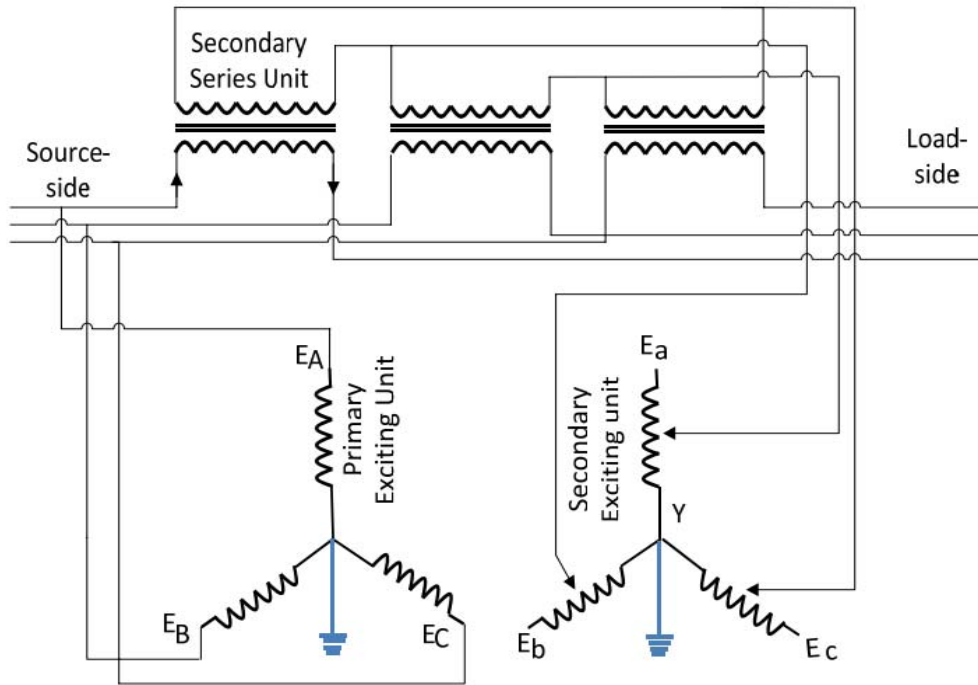 Secondary
Series Unit
Source-
side
Load-
side
EA
Primary
Exciting Unit
EB
EC
Ea
Secondary
Exciting unit
Y
Eb
Ec